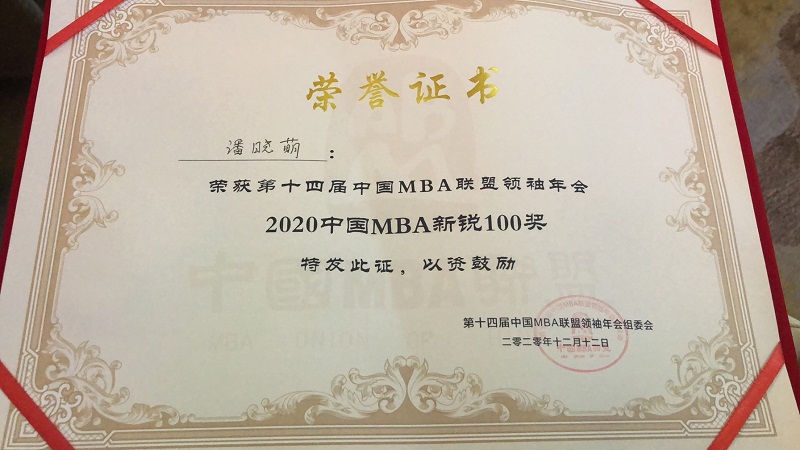 荣誉证书
潘晓萌：
荣获第十四届中国MBA联盟领袖年会
2020中国MBA新锐100奖
特发此证，以资鼓励
第十四届中国MBA联盟领袖年会组委会
二零二零年十二月十二日